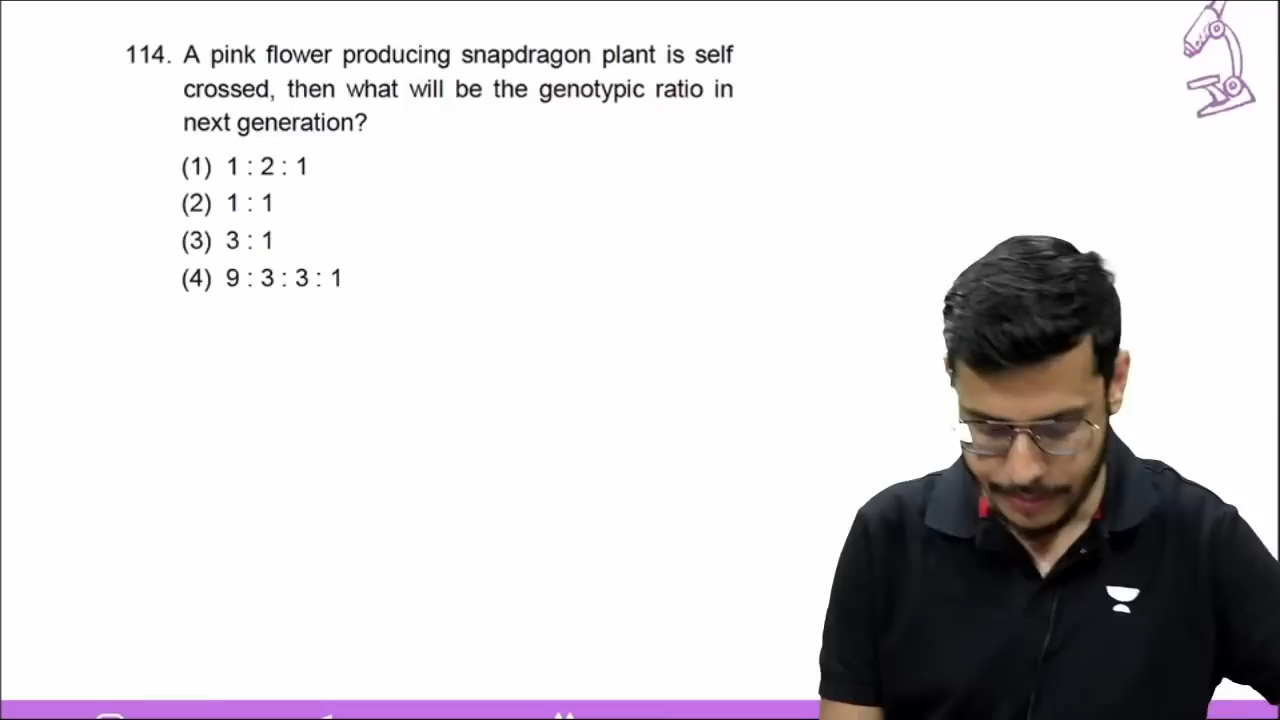 114. A pink flower producing snapdragon plant is self
crossed, then what will be the genotypic ratio in
next generation?
(1) 1 : 2 : 1
(2) 1 : 1
(3) 3 : 1
(4) 9 : 3 : 3 : 1